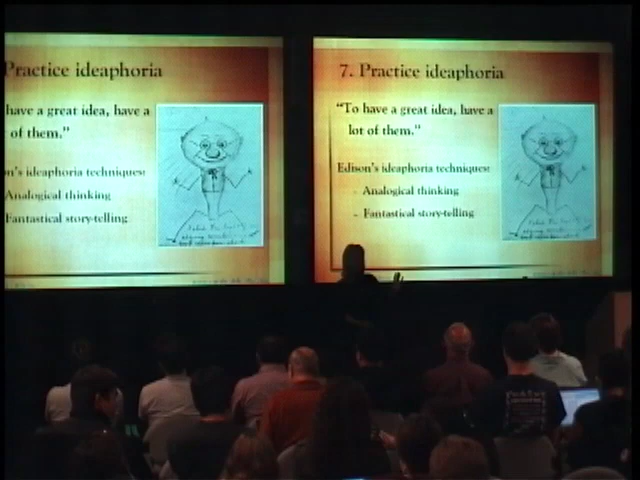 Practice ideaphoria
have a great idea, have a
of them."
n's ideaphoria techniques:
Analogical thinking
Fantastical story-telling
7. Practice ideaphoria
"To have a great idea, have a
lot of them."
Edison's ideaphoria techniques:
- Analogical thinking
- Fantastical story-telling